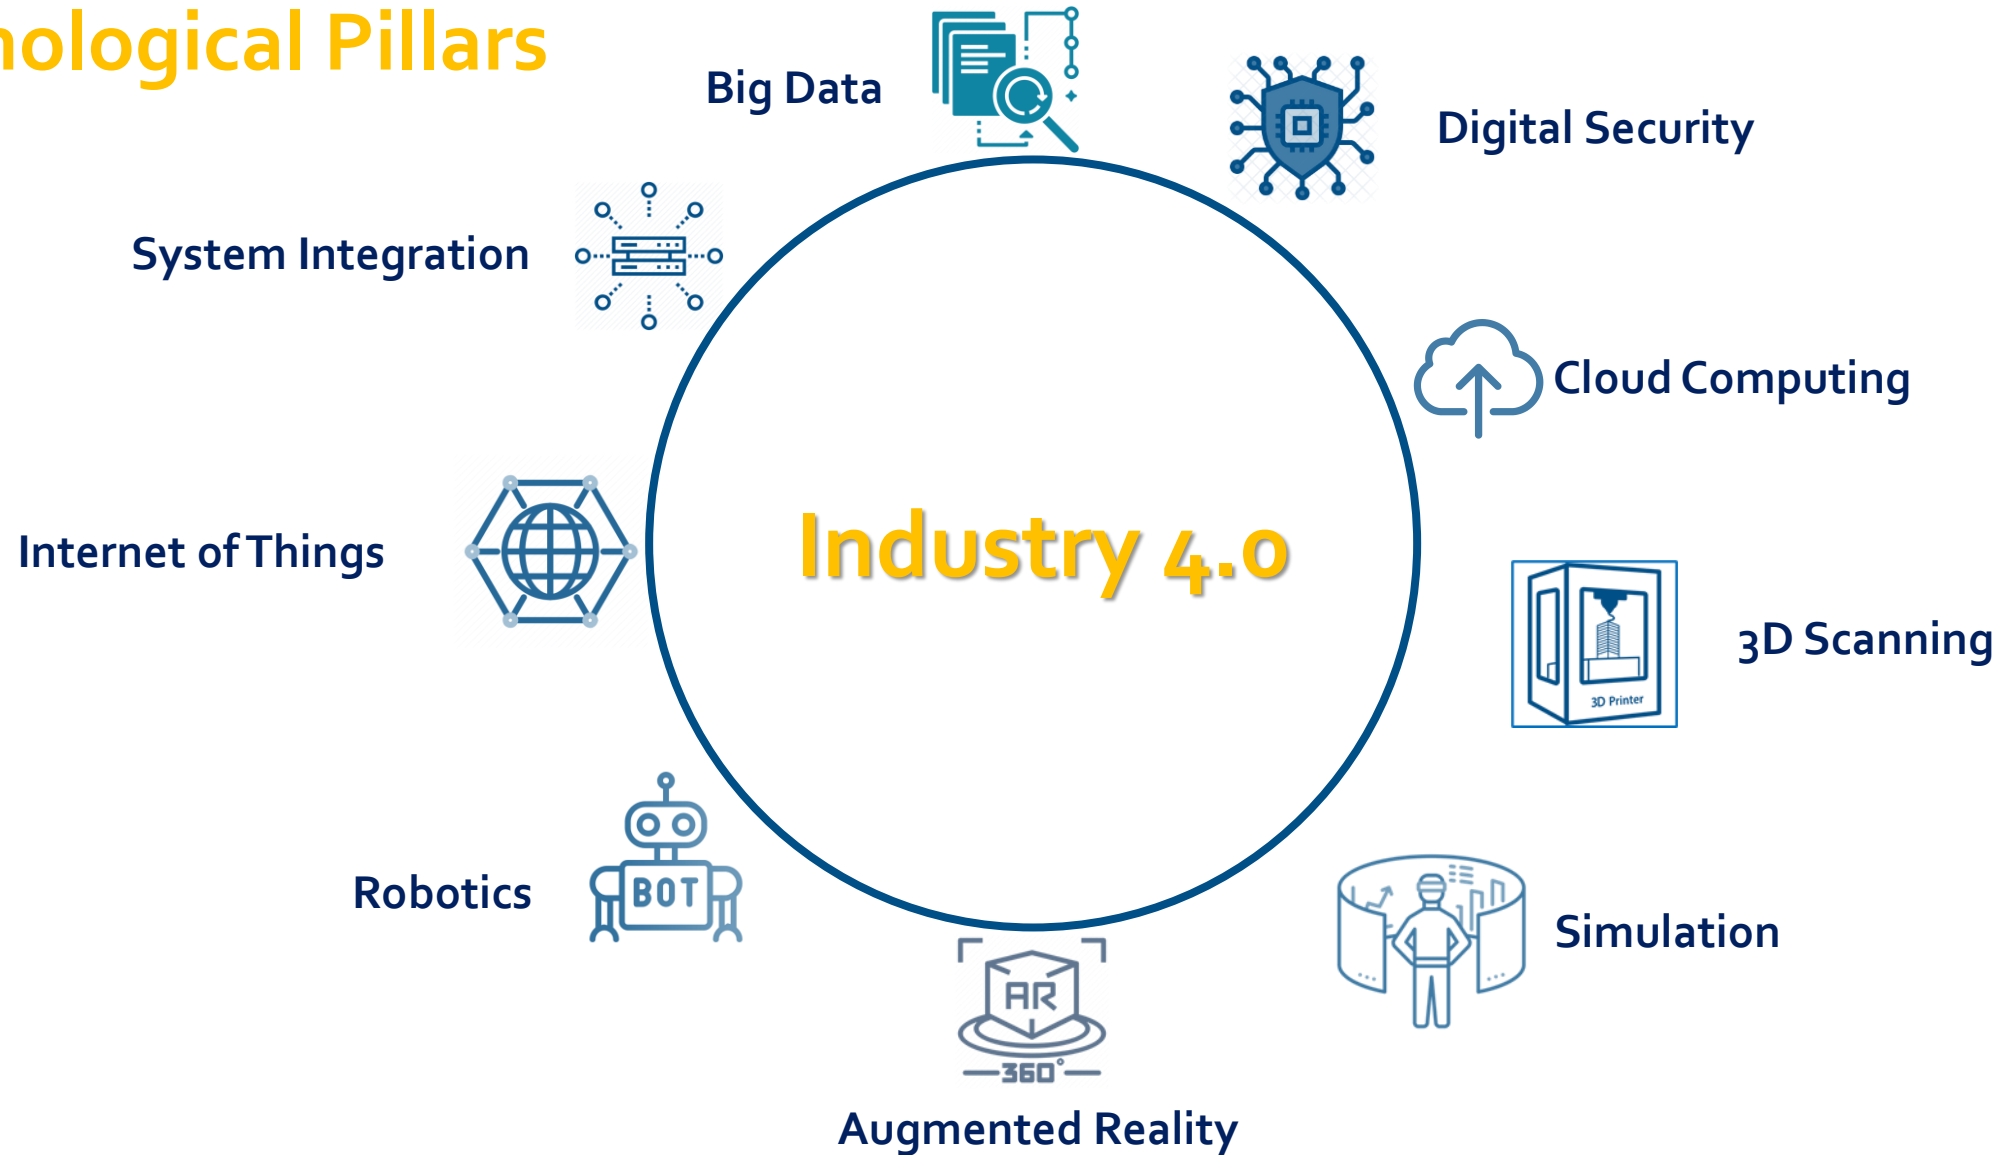 nological Pillars
Big Data
Digital Security
System Integration
Cloud Computing
Internet of Things
Industry 4.0
3D Scanning
3D Printer
Robotics
BOT
Simulation
AR
360°
Augmented Reality